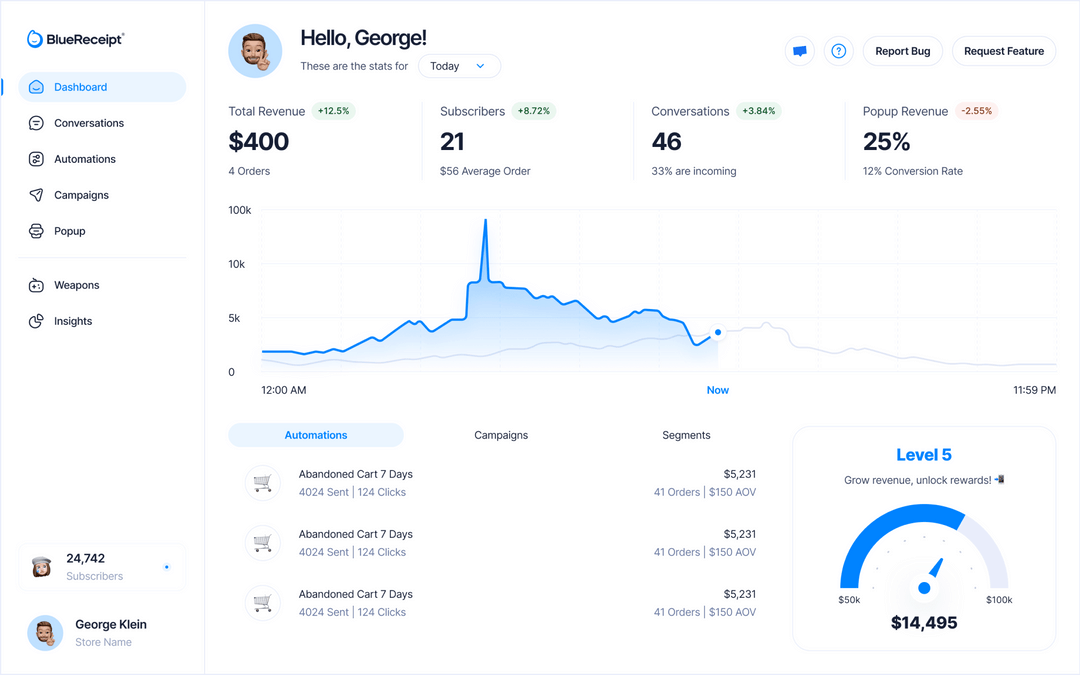 BlueReceipt®
Dashboard
Conversations
Automations
Campaigns
Popup
Weapons
Insights
24,742
Subscribers
George Klein
Store Name
Hello, George!
These are the stats for Today
? Report Bug Request Feature
Total Revenue +12.5%
$400
4 Orders
Subscribers +8.72%
21
$56 Average Order
Conversations +3.84%
46
33% are incoming
Popup Revenue -2.55%
25%
12% Conversion Rate
100k
10k
5k
0
12:00 AM Now 11:59 PM
Automations Campaigns Segments
Abandoned Cart 7 Days $5,231
4024 Sent | 124 Clicks 41 Orders | $150 AOV
Abandoned Cart 7 Days $5,231
4024 Sent | 124 Clicks 41 Orders | $150 AOV
Abandoned Cart 7 Days $5,231
4024 Sent | 124 Clicks 41 Orders | $150 AOV
Level 5
Grow revenue, unlock rewards! 📲
$50k $100k
$14,495